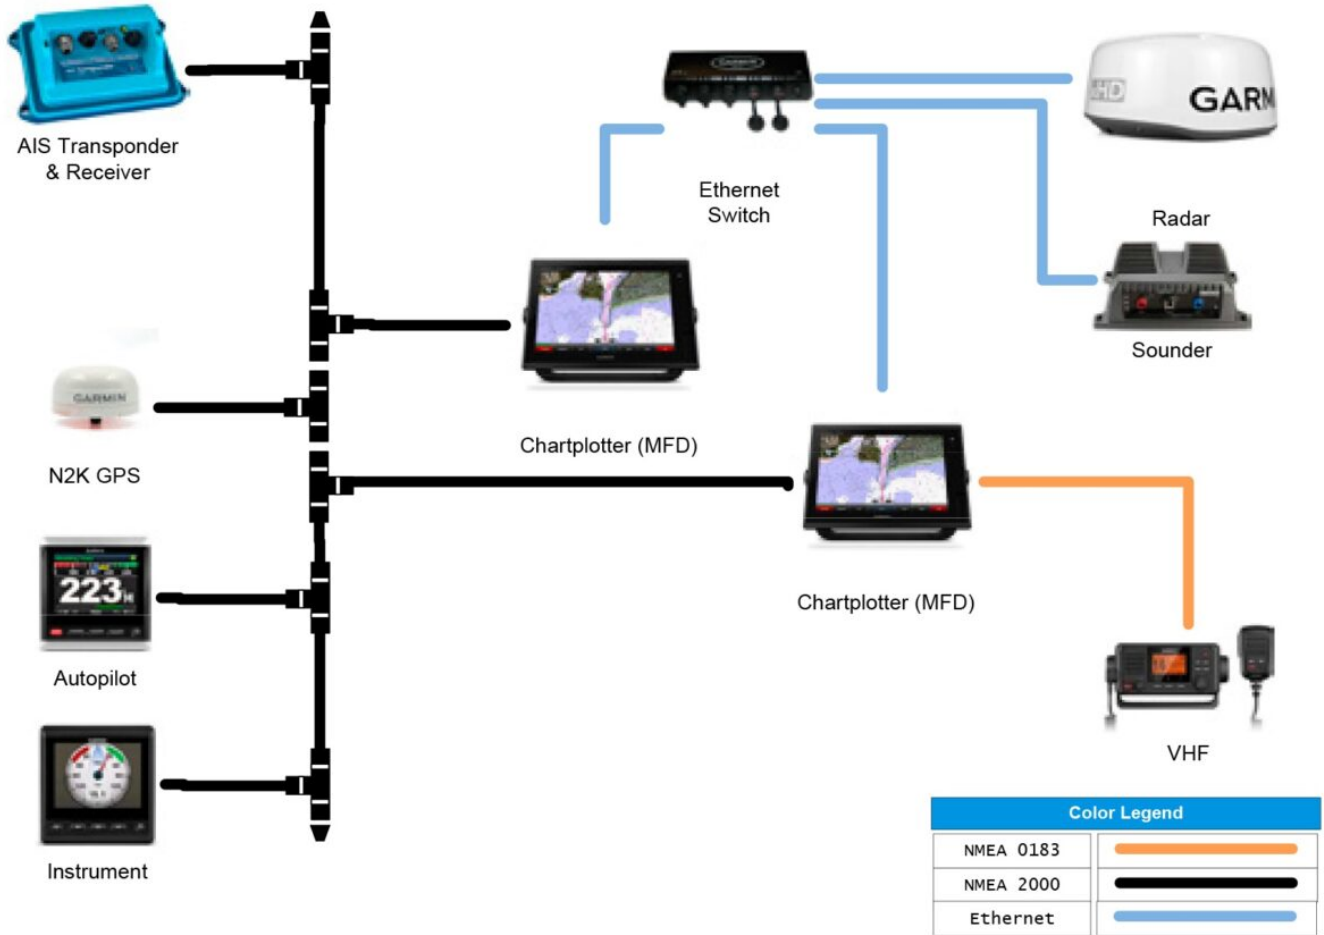 GARMIN
GARM
AIS Transponder
& Receiver
Ethernet
Switch
Radar
Sounder
GARMIN
N2K GPS
Chartplotter (MFD)
223
Chartplotter (MFD)
Autopilot
VHF
Instrument
Color Legend
NMEA 0183
NMEA 2000
Ethernet